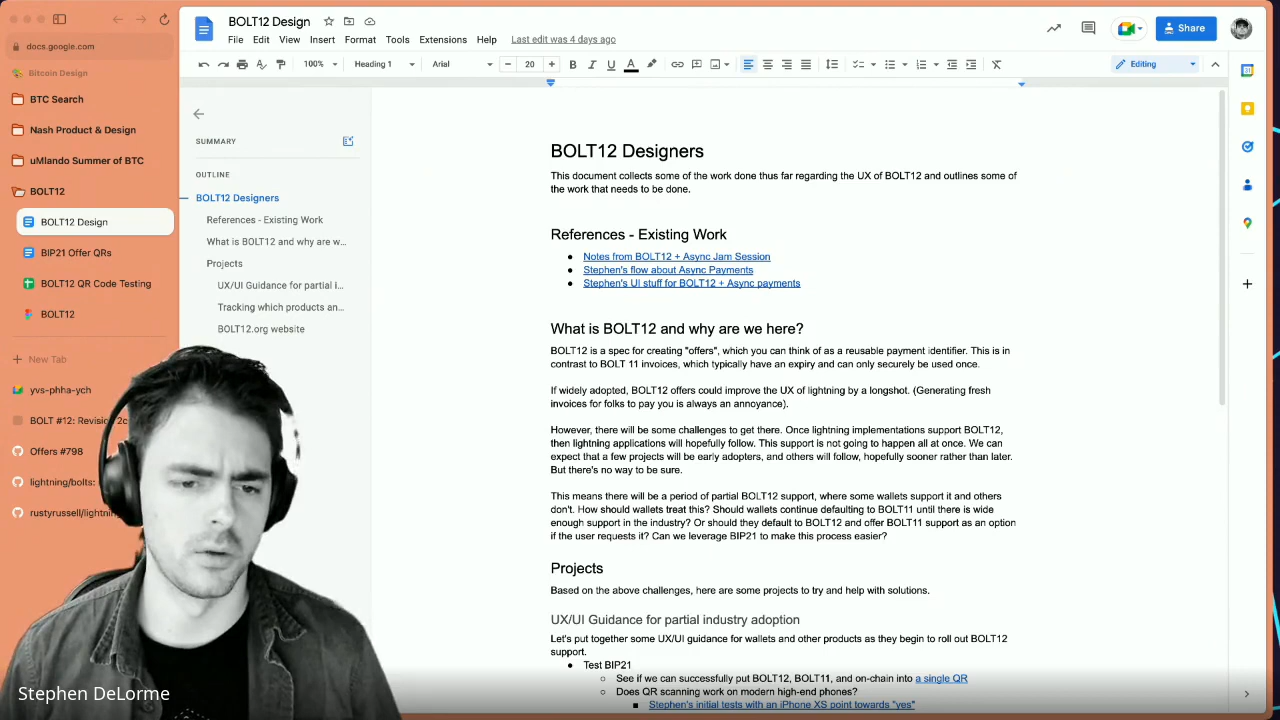 docs.google.com
Bitcoin Design
BTC Search
Nash Product & Design
uMlando Summer of BTC
BOLT12
BOLT12 Design
BIP21 Offer QRs
BOLT12 QR Code Testing
BOLT12
New Tab
yvs-phha-ych
BOLT #12: Revision 2c
Offers #798
lightning/bolts:
rustyrussell/lightnin
BOLT12 Design
File Edit View Insert Format Tools Extensions Help Last edit was 4 days ago
Share
100% Heading 1 Arial 20 B I U A Editing
SUMMARY
OUTLINE
BOLT12 Designers
References - Existing Work
What is BOLT12 and why are w...
Projects
UX/UI Guidance for partial i...
Tracking which products an...
BOLT12.org website
BOLT12 Designers
This document collects some of the work done thus far regarding the UX of BOLT12 and outlines some of
the work that needs to be done.
References - Existing Work
Notes from BOLT12 + Async Jam Session
Stephen's flow about Async Payments
Stephen's UI stuff for BOLT12 + Async payments
What is BOLT12 and why are we here?
BOLT12 is a spec for creating "offers", which you can think of as a reusable payment identifier. This is in
contrast to BOLT 11 invoices, which typically have an expiry and can only securely be used once.
If widely adopted, BOLT12 offers could improve the UX of lightning by a longshot. (Generating fresh
invoices for folks to pay you is always an annoyance).
However, there will be some challenges to get there. Once lightning implementations support BOLT12,
then lightning applications will hopefully follow. This support is not going to happen all at once. We can
expect that a few projects will be early adopters, and others will follow, hopefully sooner rather than later.
But there's no way to be sure.
This means there will be a period of partial BOLT12 support, where some wallets support it and others
don't. How should wallets treat this? Should wallets continue defaulting to BOLT11 until there is wide
enough support in the industry? Or should they default to BOLT12 and offer BOLT11 support as an option
if the user requests it? Can we leverage BIP21 to make this process easier?
Projects
Based on the above challenges, here are some projects to try and help with solutions.
UX/UI Guidance for partial industry adoption
Let's put together some UX/UI guidance for wallets and other products as they begin to roll out BOLT12
support.
Test BIP21
See if we can successfully put BOLT12, BOLT11, and on-chain into a single QR
Does QR scanning work on modern high-end phones?
Stephen's initial tests with an iPhone XS point towards "yes"
Stephen DeLorme